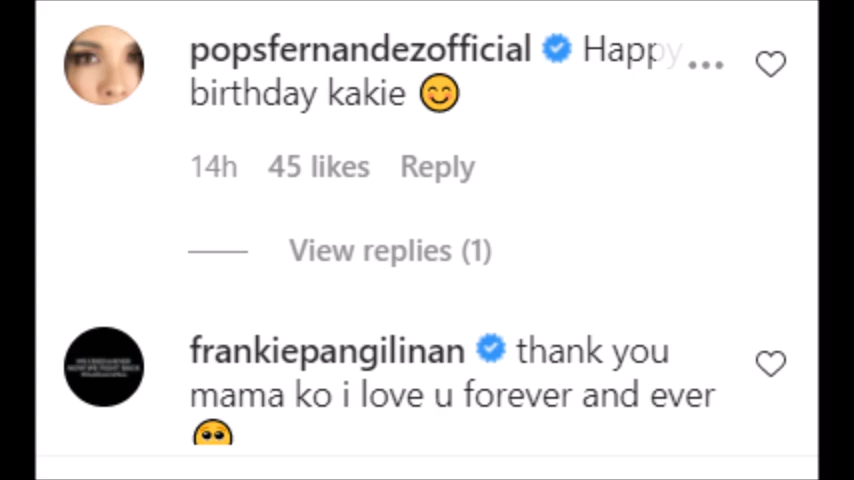 popsfernandezofficial Happy ...
birthday kakie 😊
14h 45 likes Reply
View replies (1)
frankiepangilinan thank you
mama ko i love u forever and ever